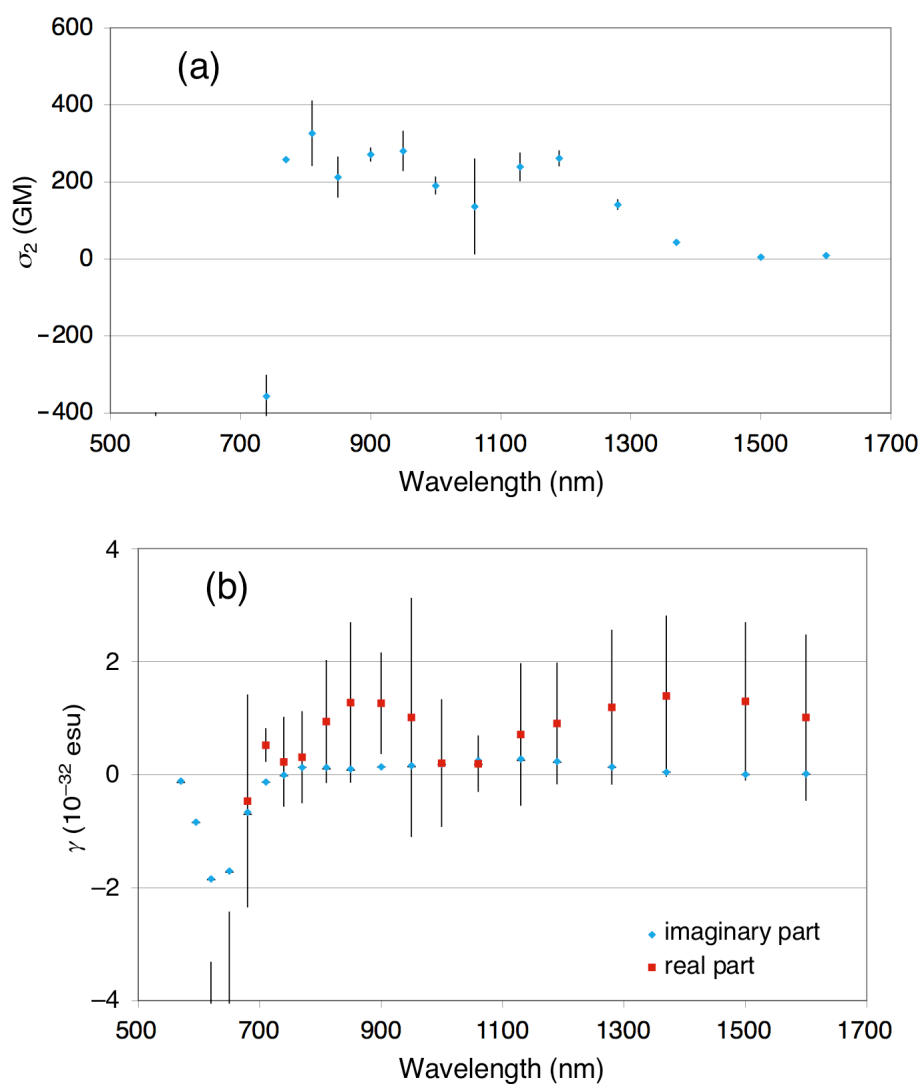 600
(a)
400
200
σ₂ (GM)
0
−200
−400
500 700 900 1100 1300 1500 1700
Wavelength (nm)
4
(b)
2
γ (10⁻³² esu)
0
−2
imaginary part
real part
−4
500 700 900 1100 1300 1500 1700
Wavelength (nm)